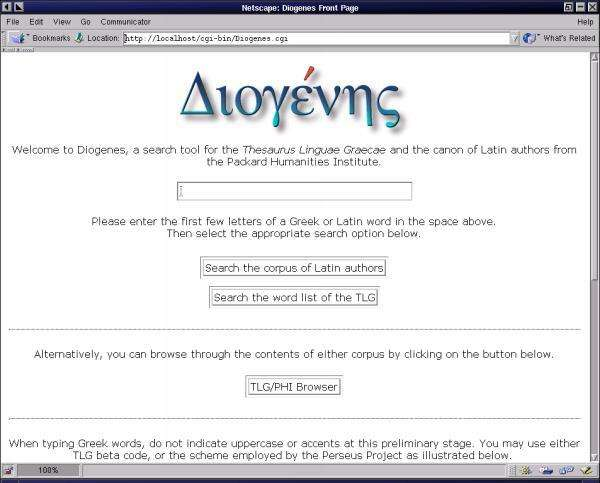 Netscape: Diogenes Front Page
File Edit View Go Communicator Help
Bookmarks Location: http://localhost/cgi-bin/Diogenes.cgi What's Related
Διογένης
Welcome to Diogenes, a search tool for the Thesaurus Linguae Graecae and the canon of Latin authors from
the Packard Humanities Institute.
Please enter the first few letters of a Greek or Latin word in the space above.
Then select the appropriate search option below.
Search the corpus of Latin authors
Search the word list of the TLG
Alternatively, you can browse through the contents of either corpus by clicking on the button below.
TLG/PHI Browser
When typing Greek words, do not indicate uppercase or accents at this preliminary stage. You may use either
TLG beta code, or the scheme employed by the Perseus Project as illustrated below.
100%